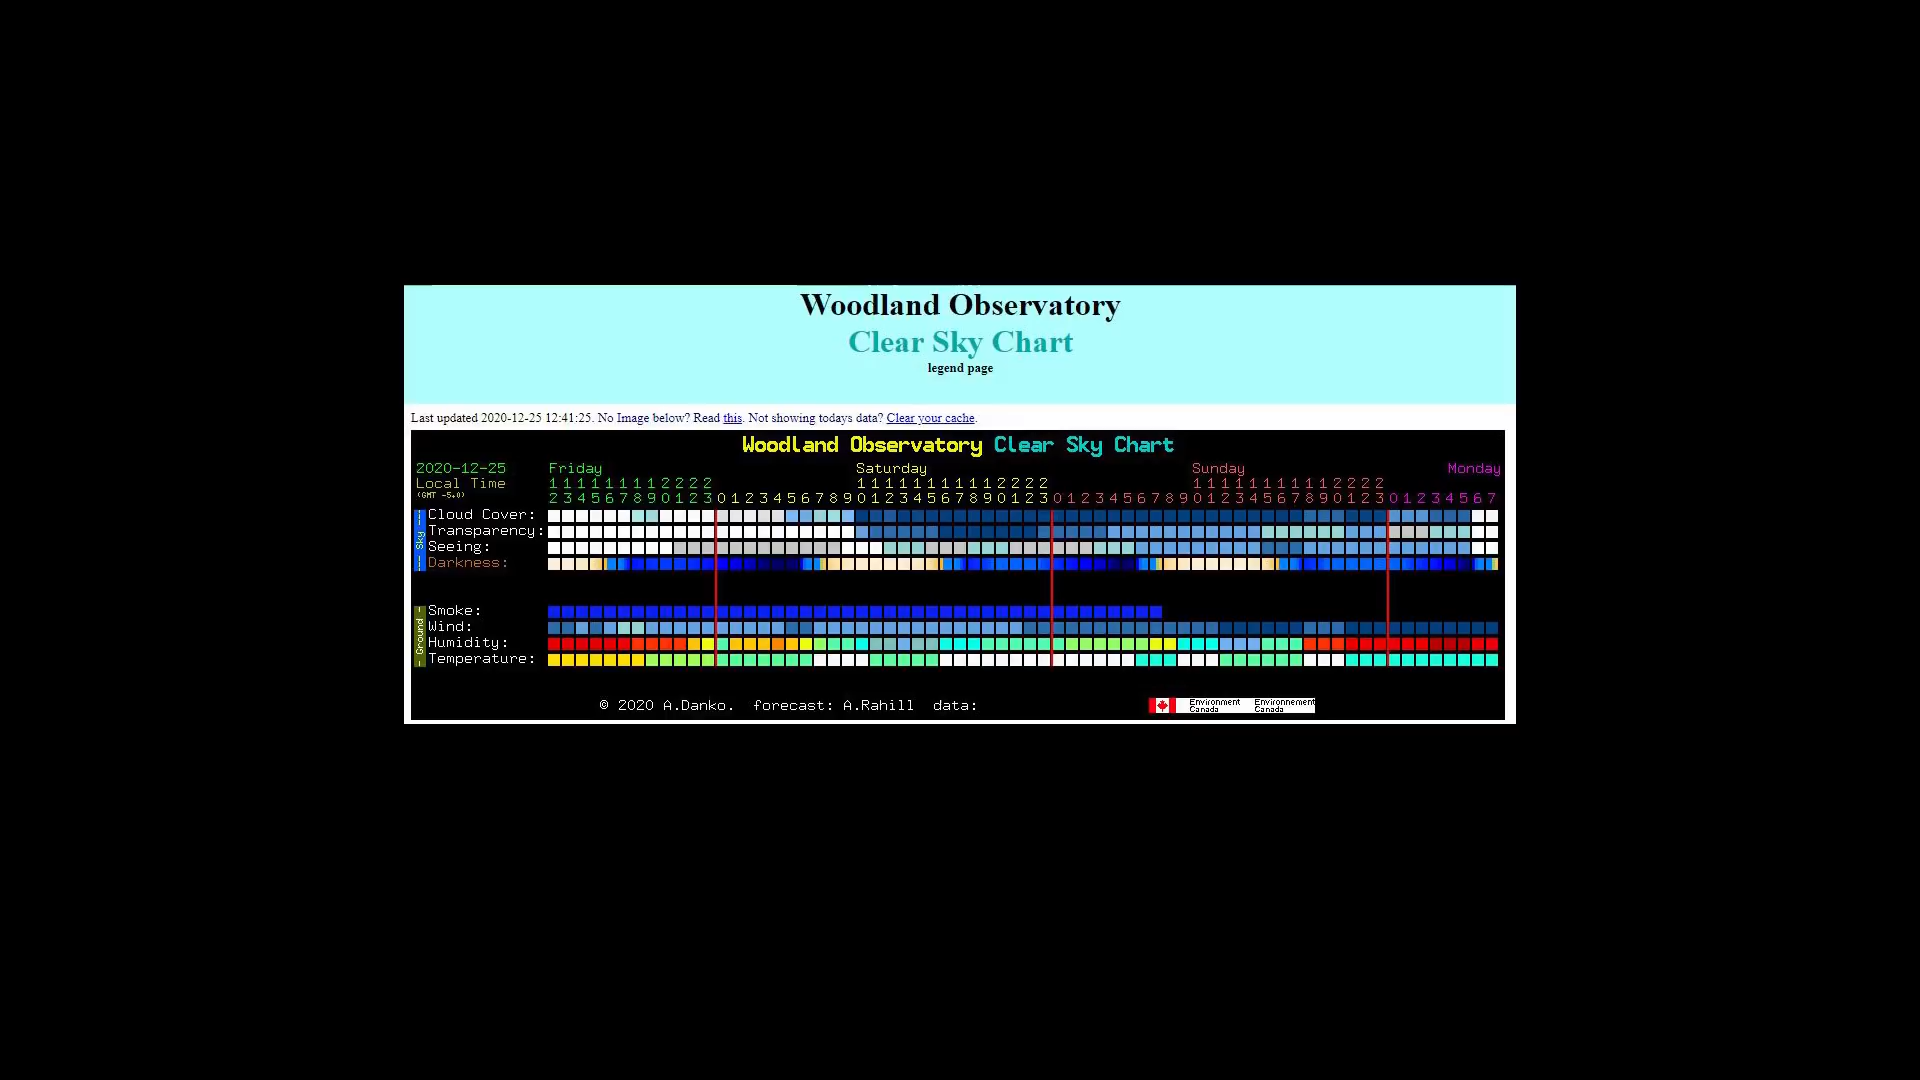 Woodland Observatory
Clear Sky Chart
legend page
Last updated 2020-12-25 12:41:25. No Image below? Read this. Not showing todays data? Clear your cache.
Woodland Observatory Clear Sky Chart
2020-12-25 Friday Saturday Sunday Monday
Local Time 1 1 1 1 1 1 1 1 2 2 2 2 1 1 1 1 1 1 1 1 1 1 2 2 2 2 1 1 1 1 1 1 1 1 1 1 2 2 2 2
(GMT -5.0) 2 3 4 5 6 7 8 9 0 1 2 3 0 1 2 3 4 5 6 7 8 9 0 1 2 3 4 5 6 7 8 9 0 1 2 3 0 1 2 3 4 5 6 7 8 9 0 1 2 3 4 5 6 7 8 9 0 1 2 3 0 1 2 3 4 5 6 7
Sky
Cloud Cover:
Transparency:
Seeing:
Darkness:
Ground
Smoke:
Wind:
Humidity:
Temperature:
© 2020 A.Danko. forecast: A.Rahill data: Environment Environnement
Canada Canada